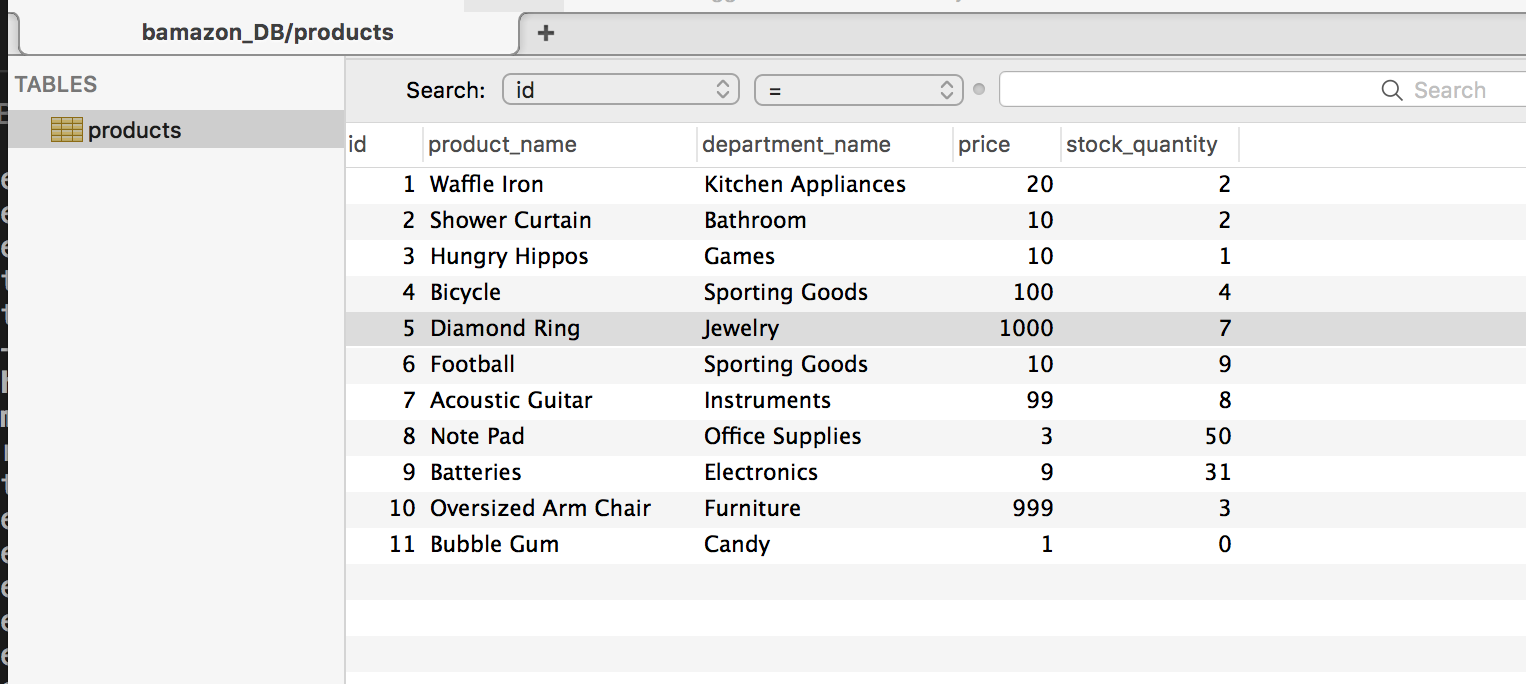 bamazon_DB/products +
TABLES
products
Search: id = Search
id product_name department_name price stock_quantity
1 Waffle Iron Kitchen Appliances 20 2
2 Shower Curtain Bathroom 10 2
3 Hungry Hippos Games 10 1
4 Bicycle Sporting Goods 100 4
5 Diamond Ring Jewelry 1000 7
6 Football Sporting Goods 10 9
7 Acoustic Guitar Instruments 99 8
8 Note Pad Office Supplies 3 50
9 Batteries Electronics 9 31
10 Oversized Arm Chair Furniture 999 3
11 Bubble Gum Candy 1 0